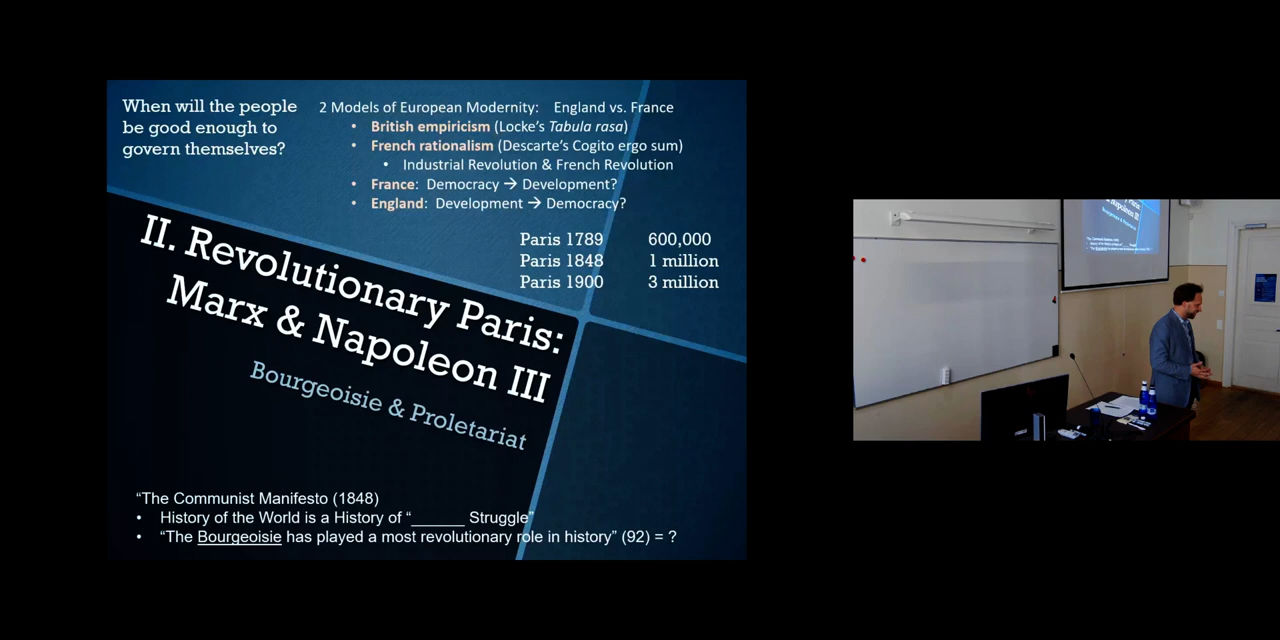 When will the people
be good enough to
govern themselves?
2 Models of European Modernity: England vs. France
• British empiricism (Locke's Tabula rasa)
• French rationalism (Descarte's Cogito ergo sum)
• Industrial Revolution & French Revolution
• France: Democracy → Development?
• England: Development → Democracy?
Paris 1789 600,000
Paris 1848 1 million
Paris 1900 3 million
II. Revolutionary Paris:
Marx & Napoleon III
Bourgeoisie & Proletariat
“The Communist Manifesto (1848)
• History of the World is a History of “______ Struggle”
• “The Bourgeoisie has played a most revolutionary role in history” (92) = ?